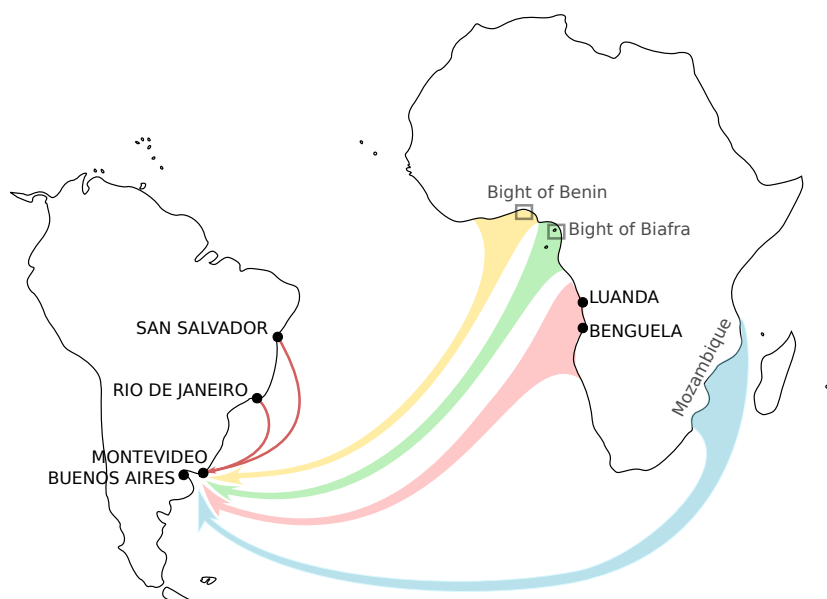 Bight of Benin
Bight of Biafra
LUANDA
SAN SALVADOR
BENGUELA
Mozambique
RIO DE JANEIRO
MONTEVIDEO
BUENOS AIRES